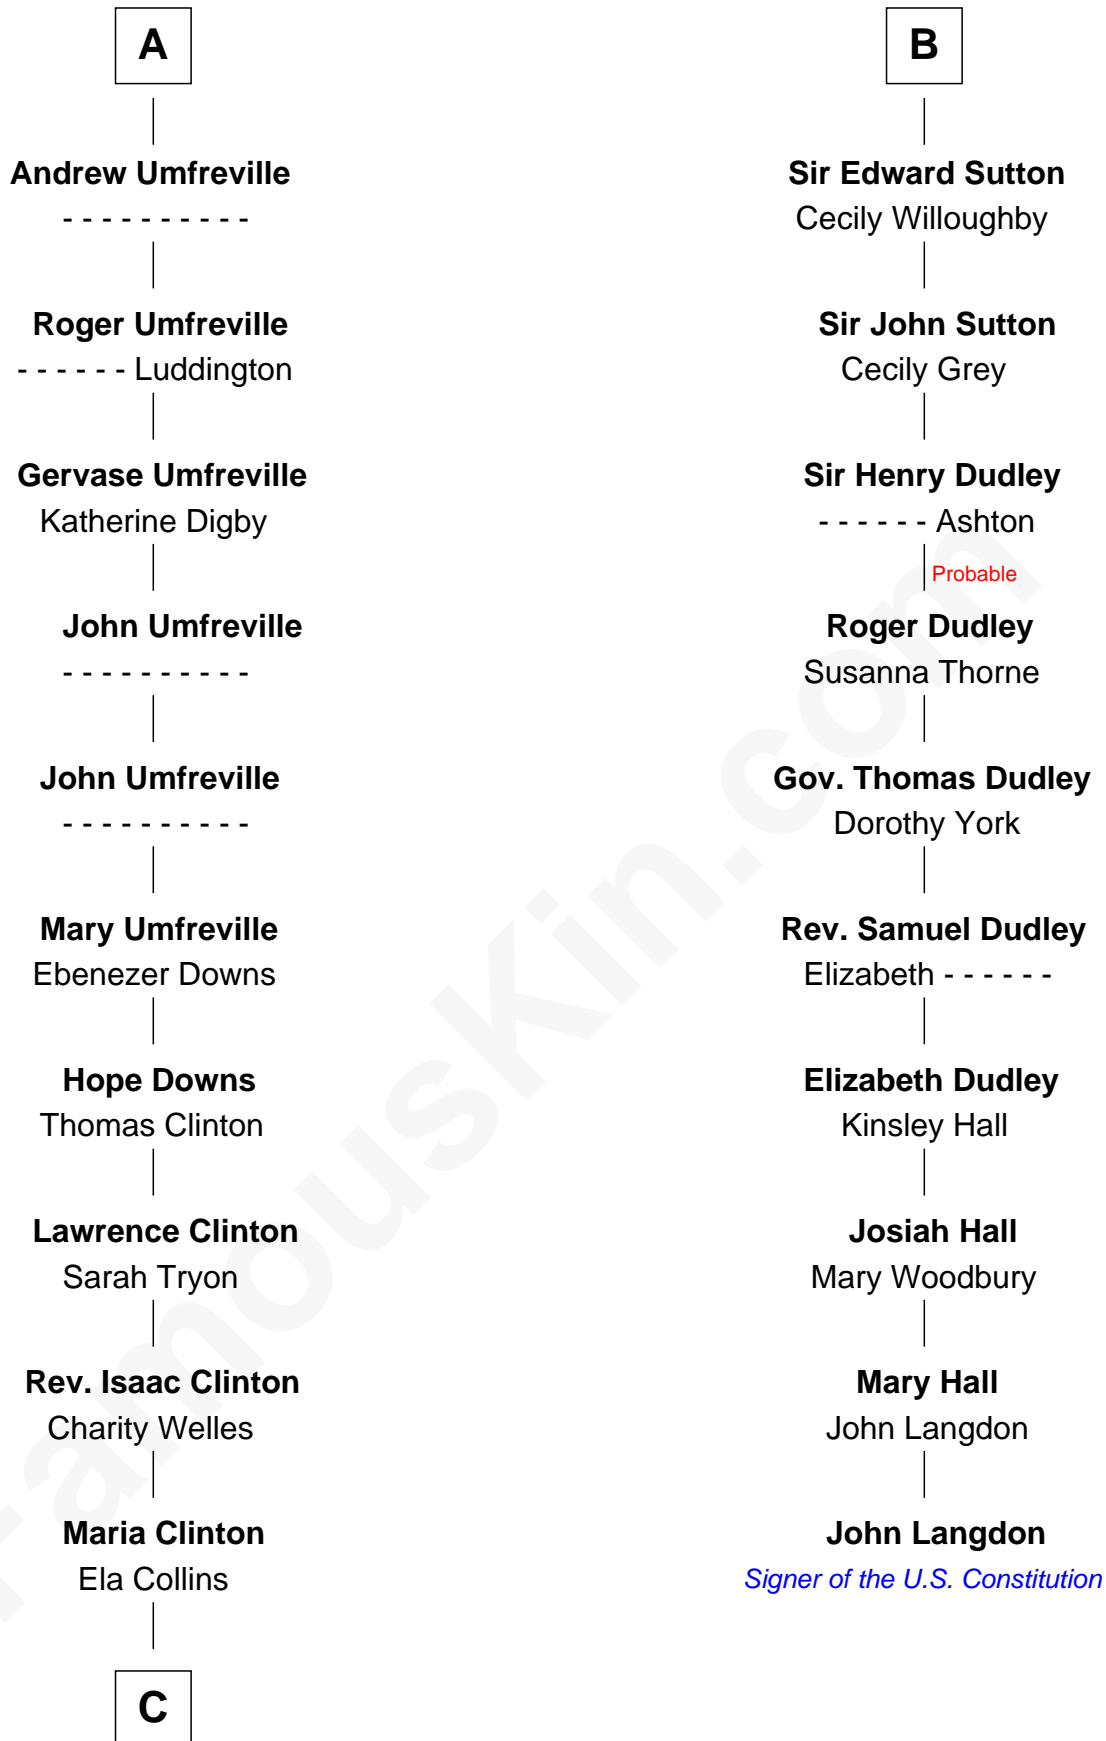 A
Andrew Umfreville
- - - - - - - - - -
Roger Umfreville
- - - - - - Luddington
Gervase Umfreville
Katherine Digby
John Umfreville
- - - - - - - - - -
John Umfreville
- - - - - - - - - -
Mary Umfreville
Ebenezer Downs
Hope Downs
Thomas Clinton
Lawrence Clinton
Sarah Tryon
Rev. Isaac Clinton
Charity Welles
Maria Clinton
Ela Collins
C
B
Sir Edward Sutton
Cecily Willoughby
Sir John Sutton
Cecily Grey
Sir Henry Dudley
- - - - - - Ashton
Probable
Roger Dudley
Susanna Thorne
Gov. Thomas Dudley
Dorothy York
Rev. Samuel Dudley
Elizabeth - - - - - -
Elizabeth Dudley
Kinsley Hall
Josiah Hall
Mary Woodbury
Mary Hall
John Langdon
John Langdon
Signer of the U.S. Constitution
FamousKin.com